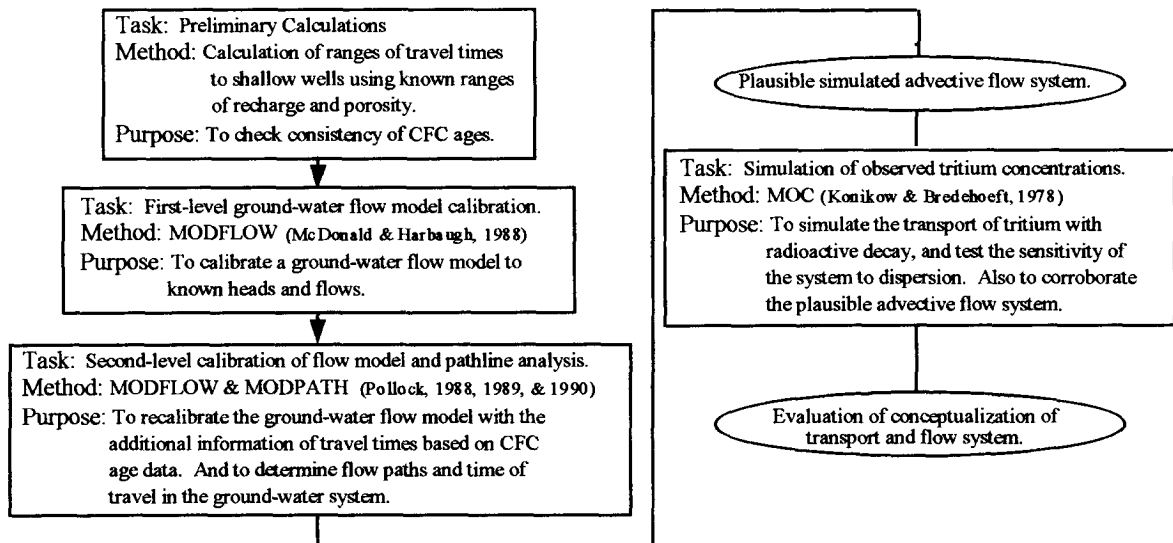 Task: Preliminary Calculations
Method: Calculation of ranges of travel times
to shallow wells using known ranges
of recharge and porosity.
Purpose: To check consistency of CFC ages.
Task: First-level ground-water flow model calibration.
Method: MODFLOW (McDonald & Harbaugh, 1988)
Purpose: To calibrate a ground-water flow model to
known heads and flows.
Task: Second-level calibration of flow model and pathline analysis.
Method: MODFLOW & MODPATH (Pollock, 1988, 1989, & 1990)
Purpose: To recalibrate the ground-water flow model with the
additional information of travel times based on CFC
age data. And to determine flow paths and time of
travel in the ground-water system.
Plausible simulated advective flow system.
Task: Simulation of observed tritium concentrations.
Method: MOC (Konikow & Bredehoeft, 1978)
Purpose: To simulate the transport of tritium with
radioactive decay, and test the sensitivity of
the system to dispersion. Also to corroborate
the plausible advective flow system.
Evaluation of conceptualization of
transport and flow system.